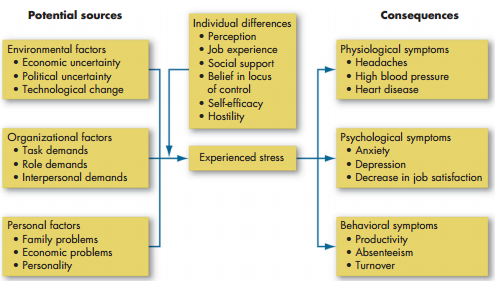 Potential sources
Consequences
Individual differences
• Perception
• Job experience
• Social support
• Belief in locus
of control
• Self-efficacy
• Hostility
Environmental factors
• Economic uncertainty
• Political uncertainty
• Technological change
Organizational factors
• Task demands
• Role demands
• Interpersonal demands
Personal factors
• Family problems
• Economic problems
• Personality
Experienced stress
Physiological symptoms
• Headaches
• High blood pressure
• Heart disease
Psychological symptoms
• Anxiety
• Depression
• Decrease in job satisfaction
Behavioral symptoms
• Productivity
• Absenteeism
• Turnover